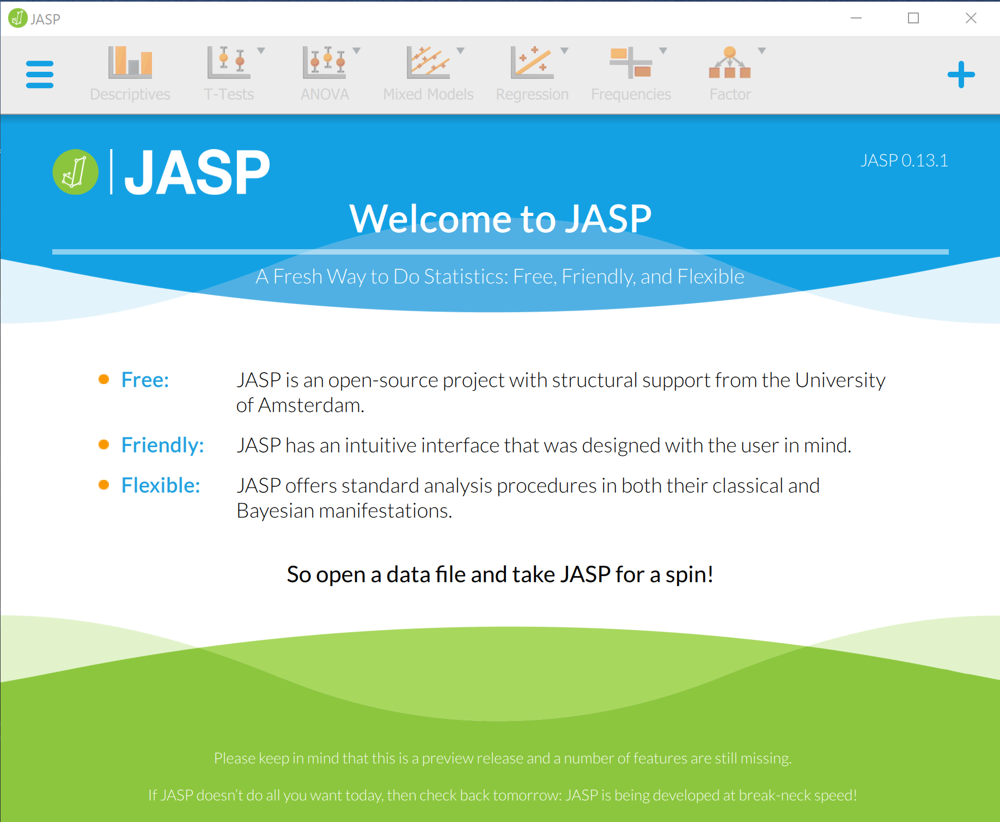 JASP
Descriptives T-Tests ANOVA Mixed Models Regression Frequencies Factor
JASP
JASP 0.13.1
Welcome to JASP
A Fresh Way to Do Statistics: Free, Friendly, and Flexible
Free: JASP is an open-source project with structural support from the University
of Amsterdam.
Friendly: JASP has an intuitive interface that was designed with the user in mind.
Flexible: JASP offers standard analysis procedures in both their classical and
Bayesian manifestations.
So open a data file and take JASP for a spin!
Please keep in mind that this is a preview release and a number of features are still missing.
If JASP doesn’t do all you want today, then check back tomorrow: JASP is being developed at break-neck speed!